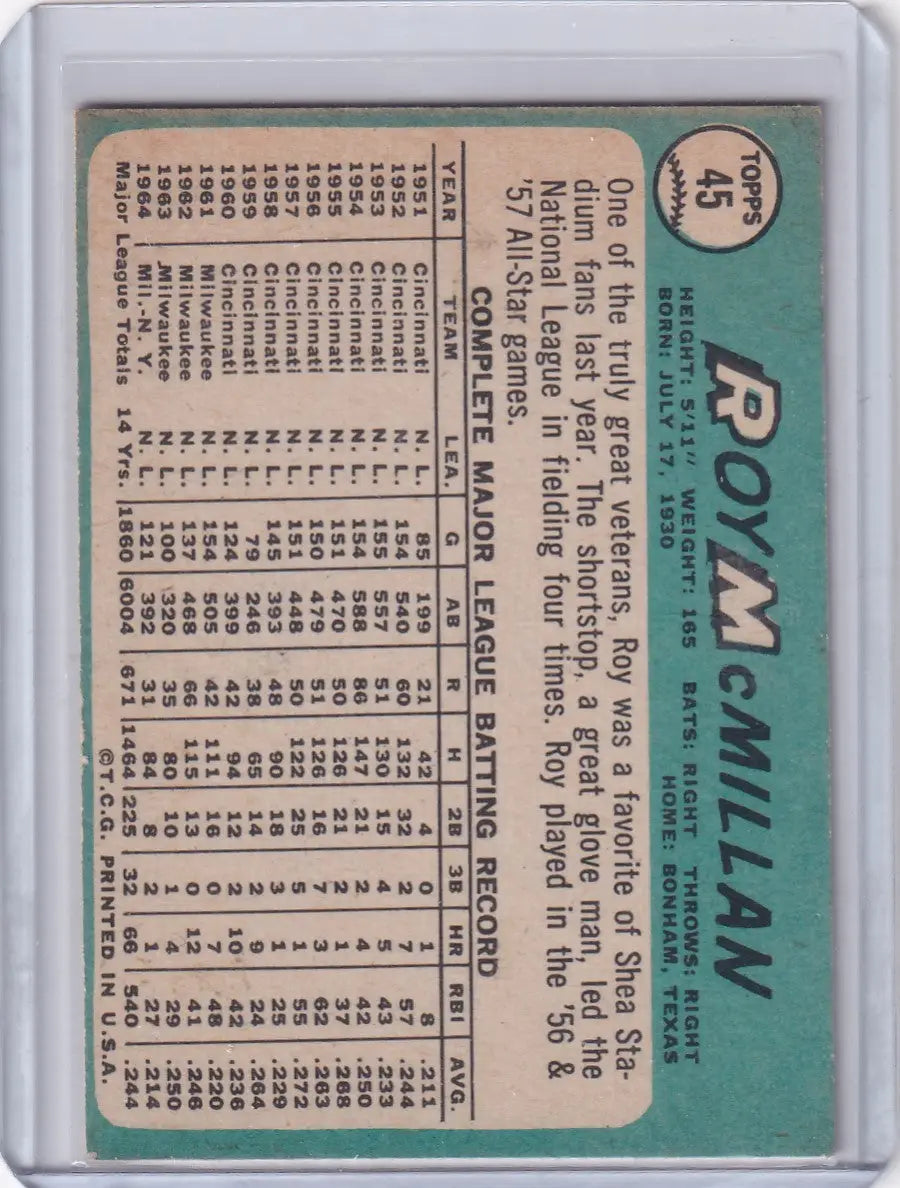 TOPPS
45
ROY McMILLAN
HEIGHT: 5'11" WEIGHT: 165 BATS: RIGHT THROWS: RIGHT
BORN: JULY 17, 1930 HOME: BONHAM, TEXAS
One of the truly great veterans, Roy was a favorite of Shea Sta-
dium fans last year. The shortstop, a great glove man, led the
National League in fielding four times. Roy played in the '56 &
'57 All-Star games.
COMPLETE MAJOR LEAGUE BATTING RECORD
YEAR TEAM LEA. G AB R H 2B 3B HR RBI AVG.
1951 Cincinnati N. L. 85 199 21 42 4 0 1 8 .211
1952 Cincinnati N. L. 154 540 60 132 32 2 7 57 .244
1953 Cincinnati N. L. 155 557 51 130 15 4 5 43 .233
1954 Cincinnati N. L. 154 588 86 147 21 2 4 42 .250
1955 Cincinnati N. L. 151 470 50 126 21 2 1 37 .268
1956 Cincinnati N. L. 150 479 51 126 16 7 3 62 .263
1957 Cincinnati N. L. 151 448 50 122 25 5 1 55 .272
1958 Cincinnati N. L. 145 393 48 90 18 3 1 25 .229
1959 Cincinnati N. L. 79 246 38 65 14 2 9 24 .264
1960 Cincinnati N. L. 124 399 42 94 12 2 10 42 .236
1961 Milwaukee N. L. 154 505 42 111 16 0 7 48 .220
1962 Milwaukee N. L. 137 468 66 115 13 0 12 41 .246
1963 Milwaukee N. L. 100 320 35 80 10 1 4 29 .250
1964 Mil.-N. Y. N. L. 121 392 31 84 8 2 1 27 .214
Major League Totals 14 Yrs. 1860 6004 671 1464 225 32 66 540 .244
©T.C.G. PRINTED IN U.S.A.